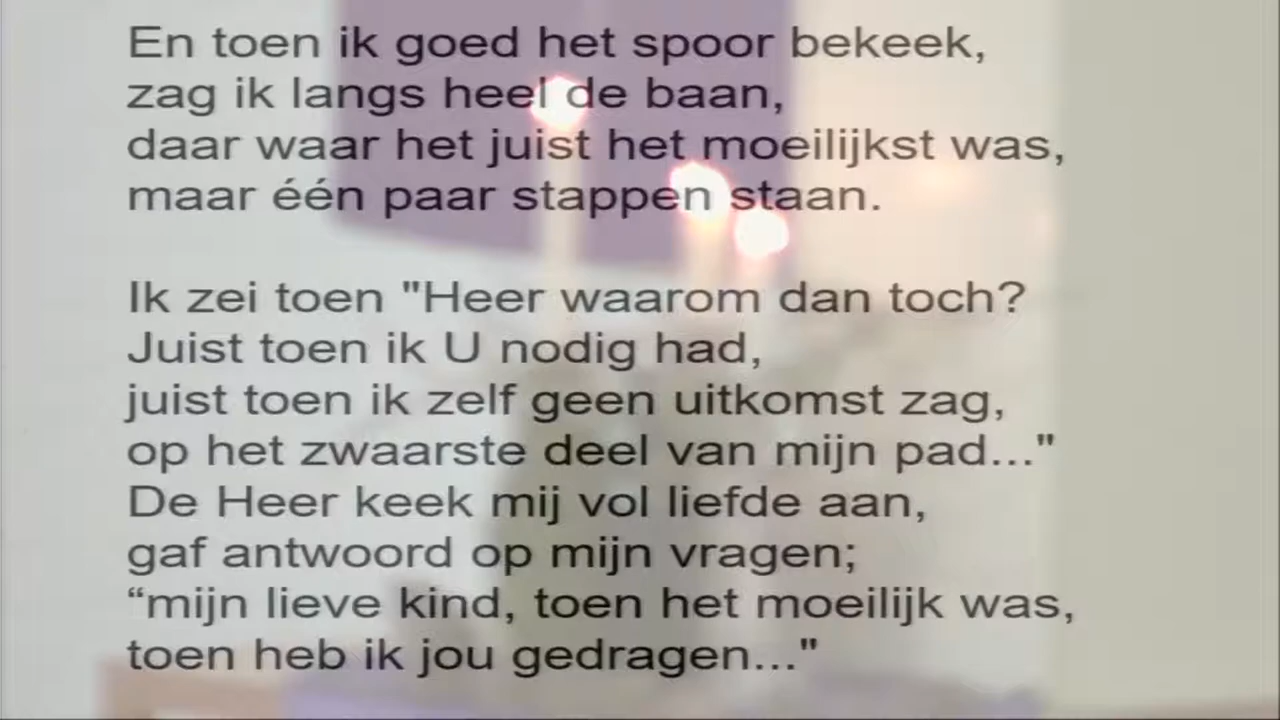 En toen ik goed het spoor bekeek,
zag ik langs heel de baan,
daar waar het juist het moeilijkst was,
maar één paar stappen staan.
Ik zei toen "Heer waarom dan toch?
Juist toen ik U nodig had,
juist toen ik zelf geen uitkomst zag,
op het zwaarste deel van mijn pad..."
De Heer keek mij vol liefde aan,
gaf antwoord op mijn vragen;
“mijn lieve kind, toen het moeilijk was,
toen heb ik jou gedragen..."